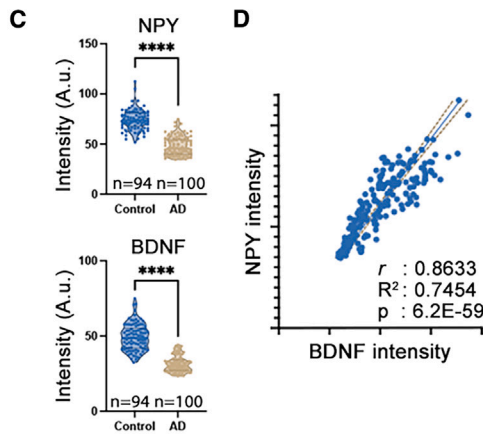 C
NPY
Intensity (A.u.)
150
100
50
0
****
n=94 n=100
Control AD
BDNF
Intensity (A.u.)
100
50
0
****
n=94 n=100
Control AD
D
NPY intensity
r : 0.8633
R²: 0.7454
p : 6.2E-59
BDNF intensity